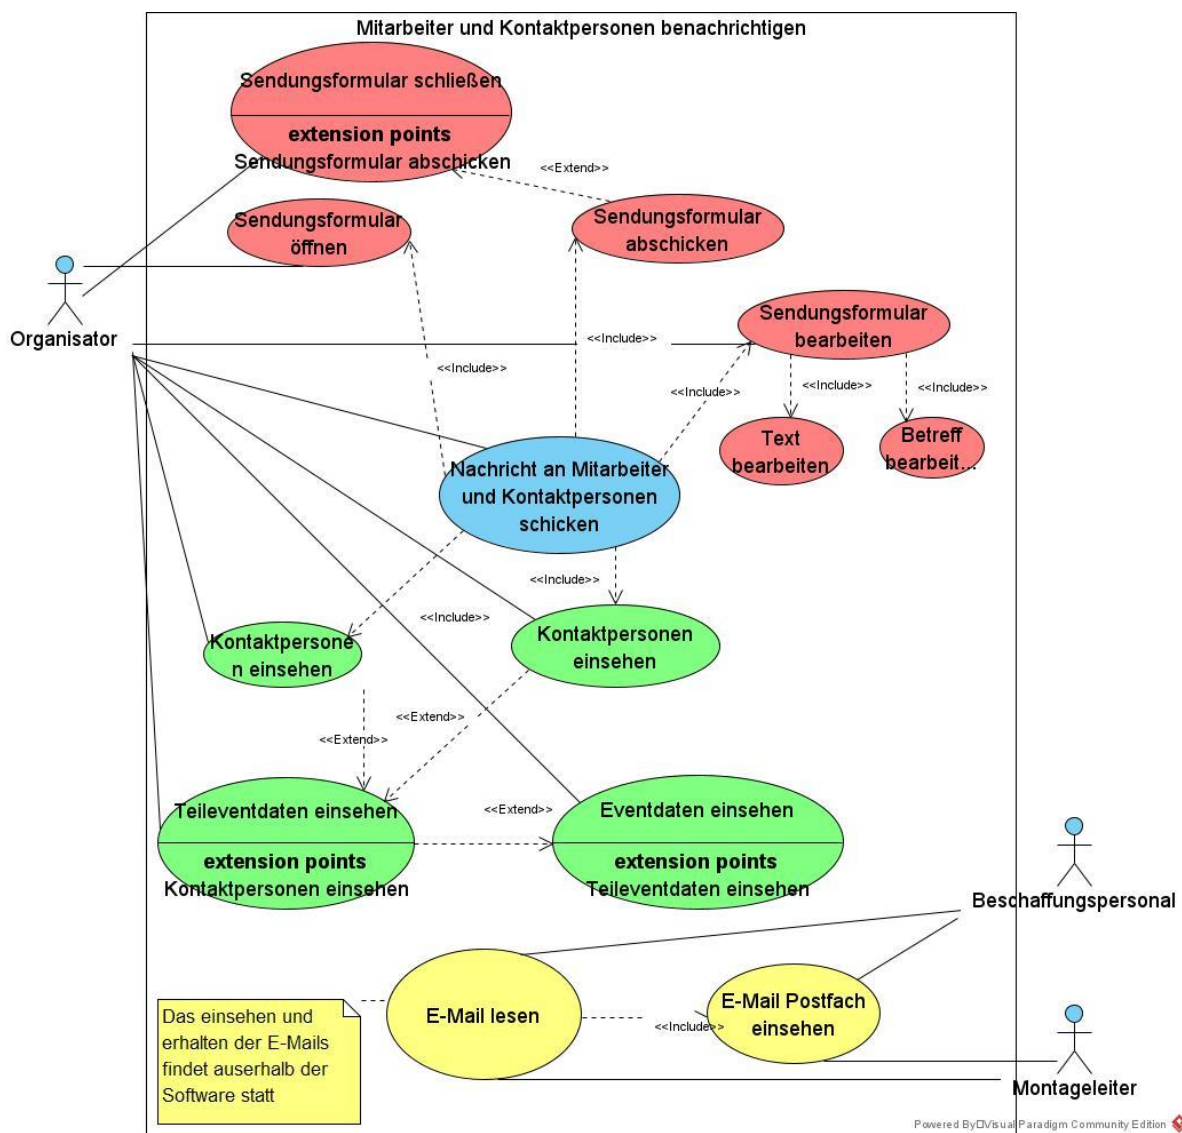 Mitarbeiter und Kontaktpersonen benachrichtigen
Sendungsformular schließen
extension points
Sendungsformular abschicken
<<Extend>>
Sendungsformular
öffnen
Sendungsformular
abschicken
Organisator
Sendungsformular
bearbeiten
<<Include>>
<<Include>>
<<Include>>
<<Include>>
<<Include>>
Text
bearbeiten
Betreff
bearbeit...
Nachricht an Mitarbeiter
und Kontaktpersonen
schicken
<<Include>>
<<Include>>
Kontaktpersone
n einsehen
Kontaktpersonen
einsehen
<<Extend>>
<<Extend>>
Teileventdaten einsehen
extension points
Kontaktpersonen einsehen
<<Extend>>
Eventdaten einsehen
extension points
Teileventdaten einsehen
Beschaffungspersonal
E-Mail lesen
<<Include>>
E-Mail Postfach
einsehen
Das einsehen und
erhalten der E-Mails
findet auserhalb der
Software statt
Montageleiter
Powered By Visual Paradigm Community Edition